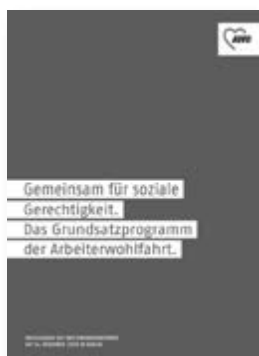 AWO
Gemeinsam für soziale
Gerechtigkeit.
Das Grundsatzprogramm
der Arbeiterwohlfahrt.